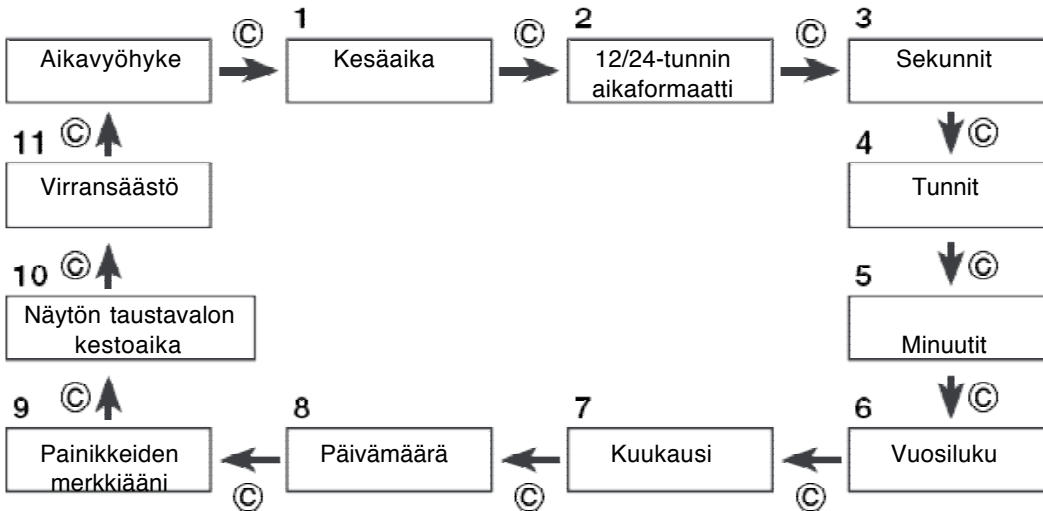 1
2
3
Aikavyöhyke
Ⓒ
Kesäaika
Ⓒ
12/24-tunnin
aikaformaatti
Ⓒ
Sekunnit
11
Ⓒ
4
Ⓒ
Virransäästö
Tunnit
10
Ⓒ
5
Ⓒ
Näytön taustavalon
kestoaika
Minuutit
9
Ⓒ
8
7
6
Ⓒ
Painikkeiden
merkkiääni
Ⓒ
Päivämäärä
Ⓒ
Kuukausi
Ⓒ
Vuosiluku